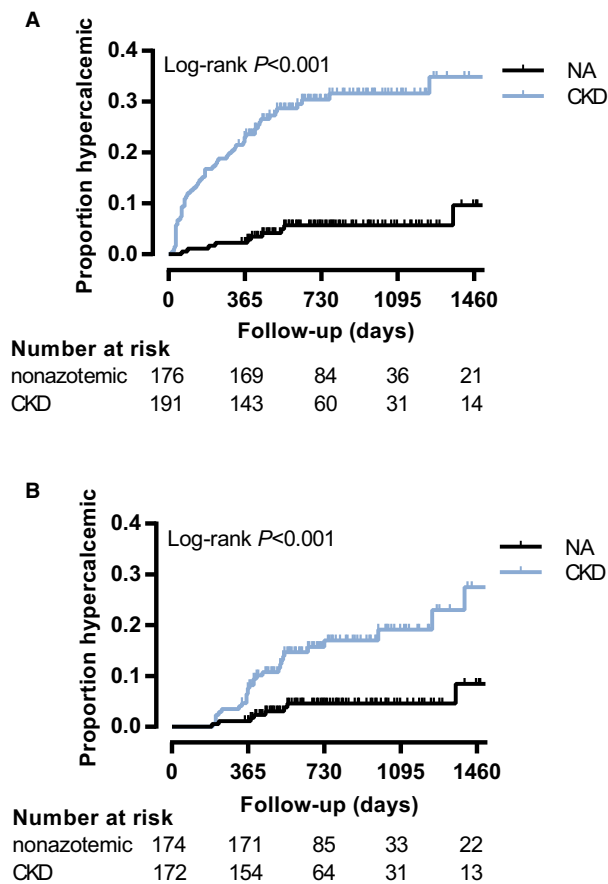 A
Proportion hypercalcemic
0.4
0.3
0.2
0.1
0.0
Log-rank P<0.001
NA
CKD
0 365 730 1095 1460
Follow-up (days)
Number at risk
nonazotemic 176 169 84 36 21
CKD 191 143 60 31 14
B
Proportion hypercalcemic
0.4
0.3
0.2
0.1
0.0
Log-rank P<0.001
NA
CKD
0 365 730 1095 1460
Follow-up (days)
Number at risk
nonazotemic 174 171 85 33 22
CKD 172 154 64 31 13